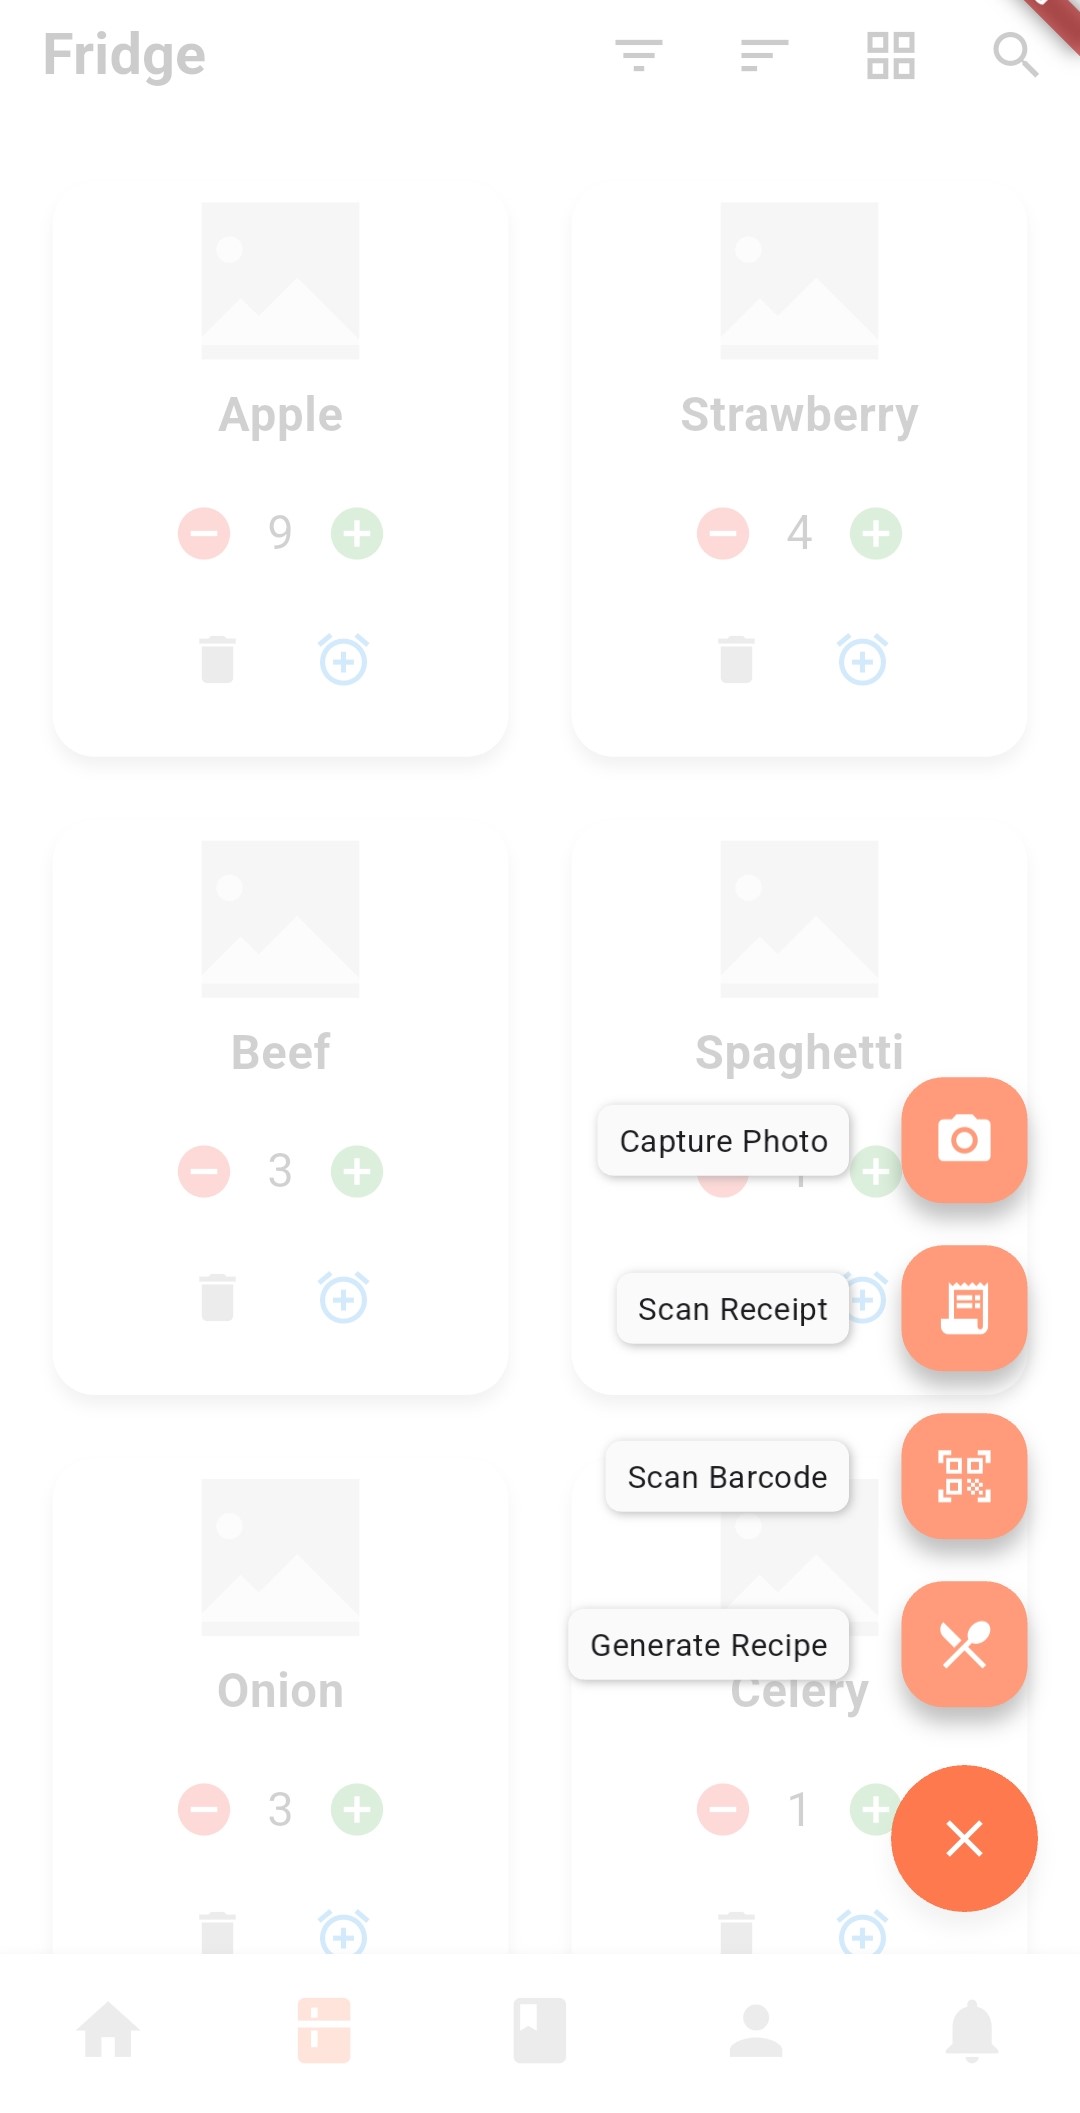 Fridge
Apple
Strawberry
9
4
Beef
Spaghetti
Capture Photo
3
Scan Receipt
Scan Barcode
Generate Recipe
Onion
Celery
3
1